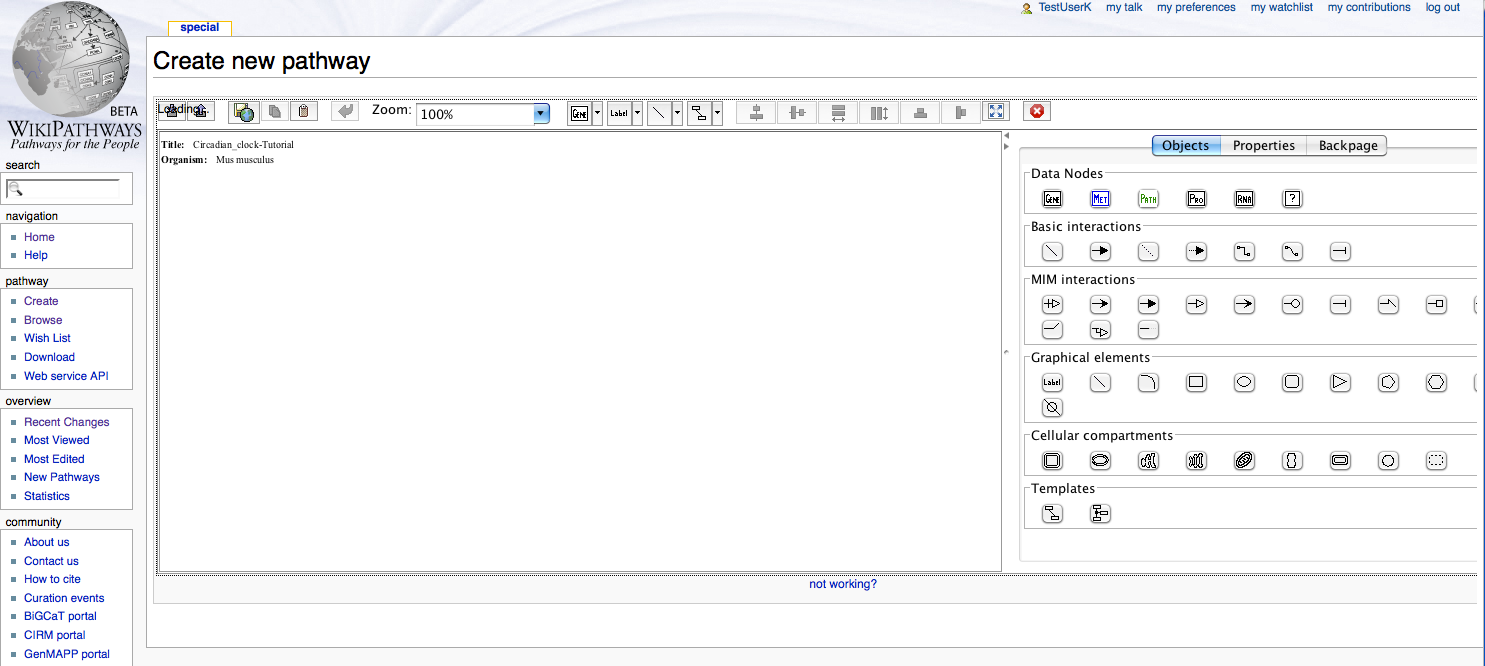 TestUserK my talk my preferences my watchlist my contributions log out
special
BETA
WIKIPATHWAYS
Pathways for the People
Create new pathway
Loading...
Zoom: 100%
GENE Label
Title: Circadian_clock-Tutorial
Organism: Mus musculus
search
navigation
Home
Help
pathway
Create
Browse
Wish List
Download
Web service API
overview
Recent Changes
Most Viewed
Most Edited
New Pathways
Statistics
community
About us
Contact us
How to cite
Curation events
BiGCaT portal
CIRM portal
GenMAPP portal
Objects Properties Backpage
Data Nodes
GENE MET PATH PRO RNA ?
Basic interactions
MIM interactions
Graphical elements
Label
Cellular compartments
Templates
not working?